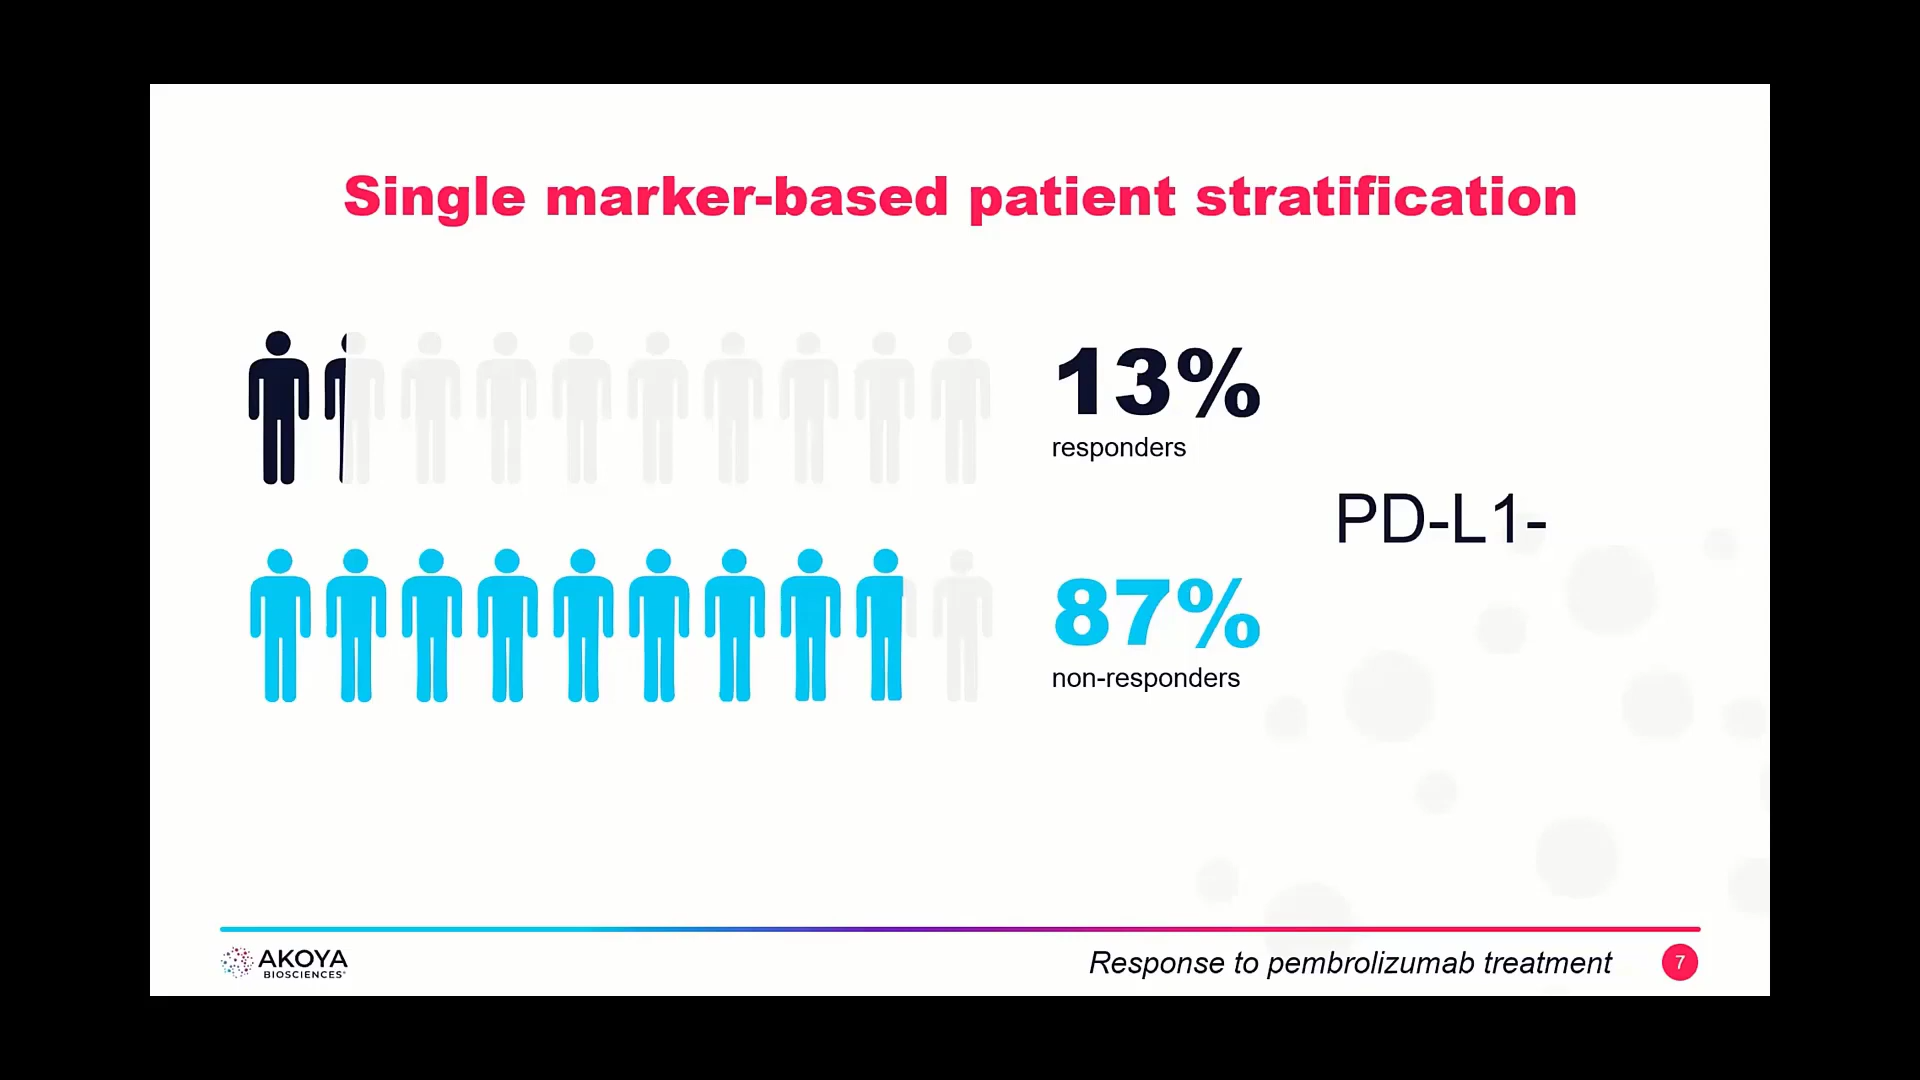 Single marker-based patient stratification
13%
responders
PD-L1-
87%
non-responders
AKOYA
BIOSCIENCES
Response to pembrolizumab treatment
7